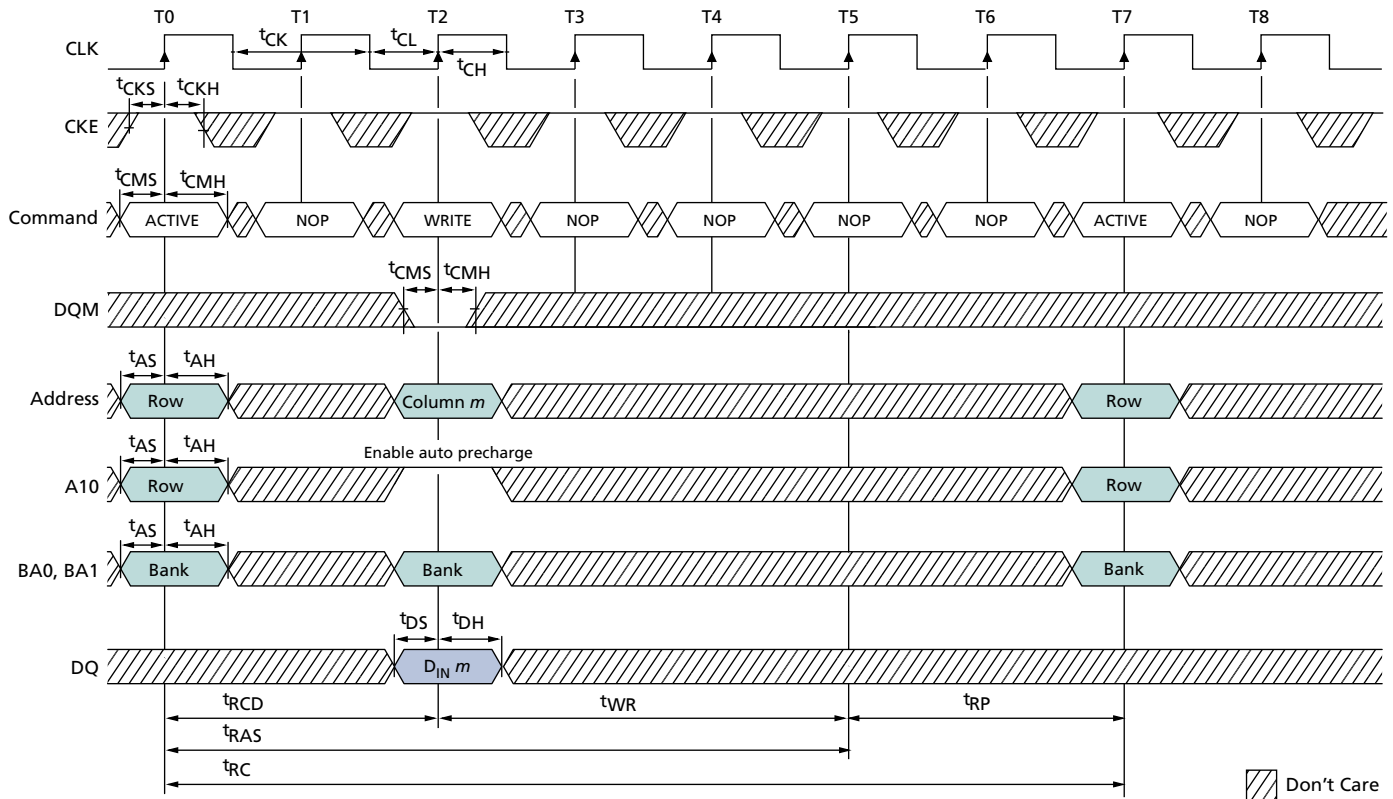 T0 T1 T2 T3 T4 T5 T6 T7 T8
CLK
tCK tCL
tCH
tCKS tCKH
CKE
tCMS tCMH
Command ACTIVE NOP WRITE NOP NOP NOP NOP ACTIVE NOP
tCMS tCMH
DQM
tAS tAH
Address Row Column m Row
tAS tAH Enable auto precharge
A10 Row Row
tAS tAH
BA0, BA1 Bank Bank Bank
tDS tDH
DQ DIN m
tRCD tWR tRP
tRAS
tRC
Don't Care